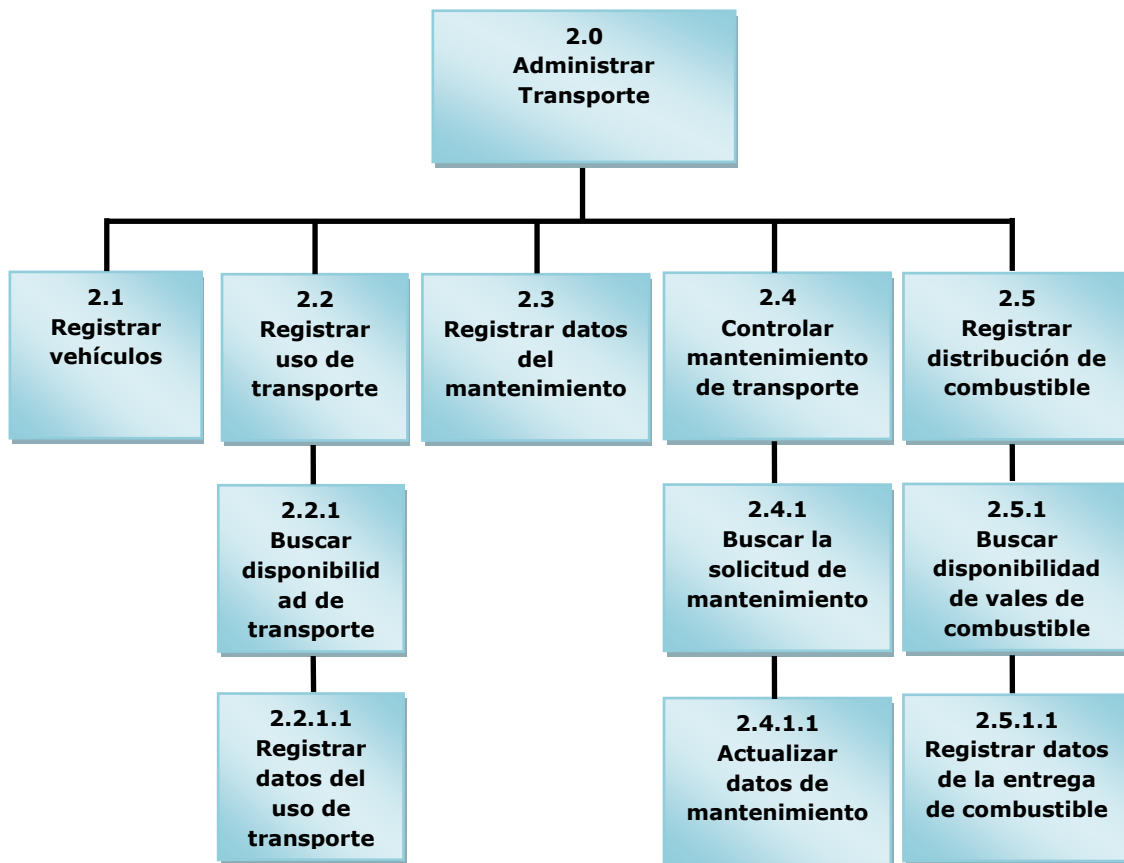 2.0
Administrar
Transporte
2.1
Registrar
vehículos
2.2
Registrar
uso de
transporte
2.3
Registrar datos
del
mantenimiento
2.4
Controlar
mantenimiento
de transporte
2.5
Registrar
distribución de
combustible
2.2.1
Buscar
disponibilid
ad de
transporte
2.4.1
Buscar la
solicitud de
mantenimiento
2.5.1
Buscar
disponibilidad
de vales de
combustible
2.2.1.1
Registrar
datos del
uso de
transporte
2.4.1.1
Actualizar
datos de
mantenimiento
2.5.1.1
Registrar datos
de la entrega
de combustible